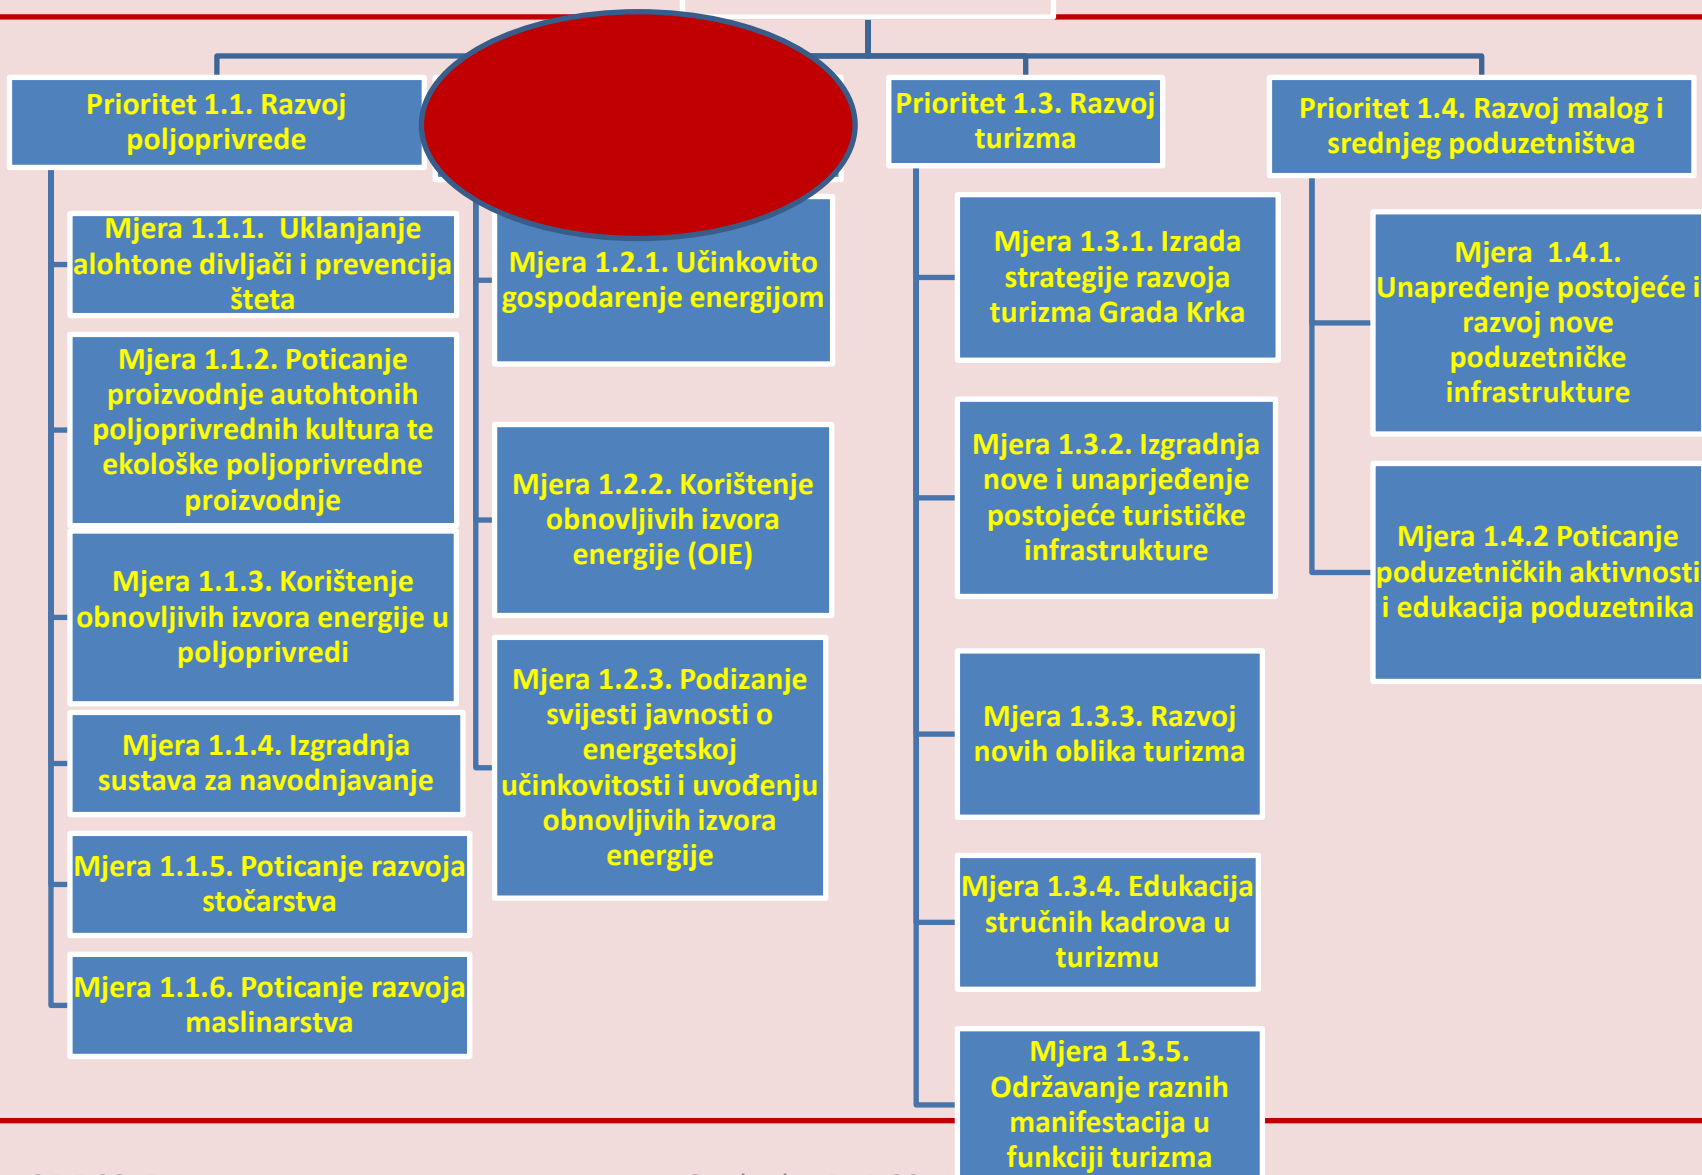 Prioritet 1.1. Razvoj
poljoprivrede
Mjera 1.1.1.  Uklanjanje
alohtone divljači i prevencija
šteta
Mjera 1.1.2. Poticanje
proizvodnje autohtonih
poljoprivrednih kultura te
ekološke poljoprivredne
proizvodnje
Mjera 1.1.3. Korištenje
obnovljivih izvora energije u
poljoprivredi
Mjera 1.1.4. Izgradnja
sustava za navodnjavanje
Mjera 1.1.5. Poticanje razvoja
stočarstva
Mjera 1.1.6. Poticanje razvoja
maslinarstva
Mjera 1.2.1. Učinkovito
gospodarenje energijom
Mjera 1.2.2. Korištenje
obnovljivih izvora
energije (OIE)
Mjera 1.2.3. Podizanje
svijesti javnosti o
energetskoj
učinkovitosti i uvođenju
obnovljivih izvora
energije
Prioritet 1.3. Razvoj
turizma
Mjera 1.3.1. Izrada
strategije razvoja
turizma Grada Krka
Mjera 1.3.2. Izgradnja
nove i unaprjeđenje
postojeće turističke
infrastrukture
Mjera 1.3.3. Razvoj
novih oblika turizma
Mjera 1.3.4. Edukacija
stručnih kadrova u
turizmu
Mjera 1.3.5.
Održavanje raznih
manifestacija u
funkciji turizma
Prioritet 1.4. Razvoj malog i
srednjeg poduzetništva
Mjera  1.4.1.
Unapređenje postojeće i
razvoj nove
poduzetničke
infrastrukture
Mjera 1.4.2 Poticanje
poduzetničkih aktivnosti
i edukacija poduzetnika